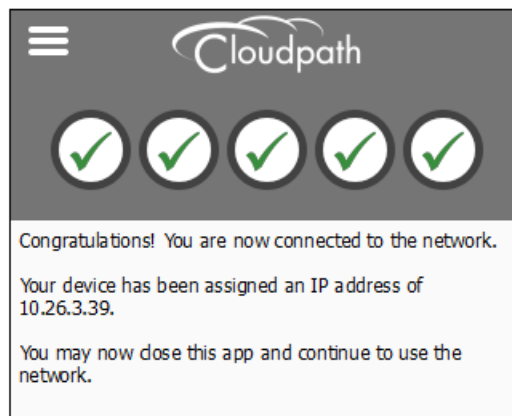 Cloudpath
Congratulations! You are now connected to the network.
Your device has been assigned an IP address of
10.26.3.39.
You may now close this app and continue to use the
network.